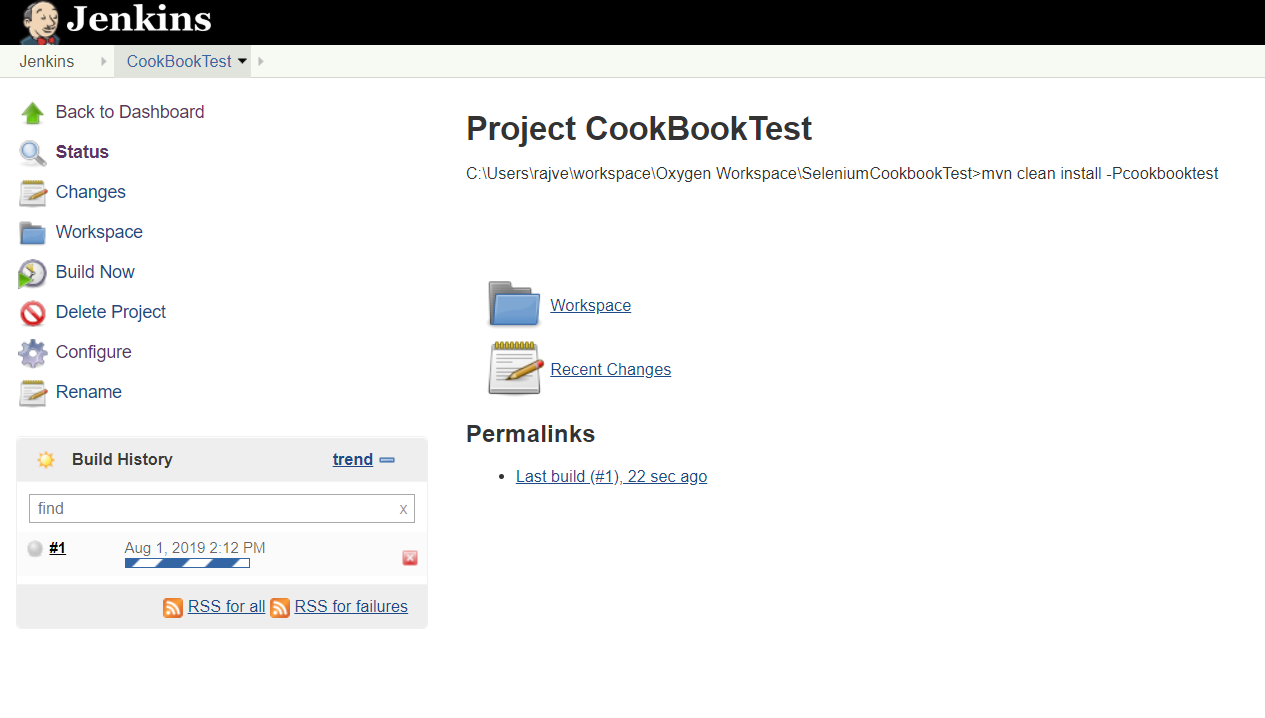 Jenkins
Jenkins CookBookTest
Back to Dashboard
Status
Changes
Workspace
Build Now
Delete Project
Configure
Rename
Build History trend
find x
#1 Aug 1, 2019 2:12 PM
RSS for all RSS for failures
Project CookBookTest
C:\Users\rajve\workspace\Oxygen Workspace\SeleniumCookbookTest>mvn clean install -Pcookbooktest
Workspace
Recent Changes
Permalinks
Last build (#1), 22 sec ago